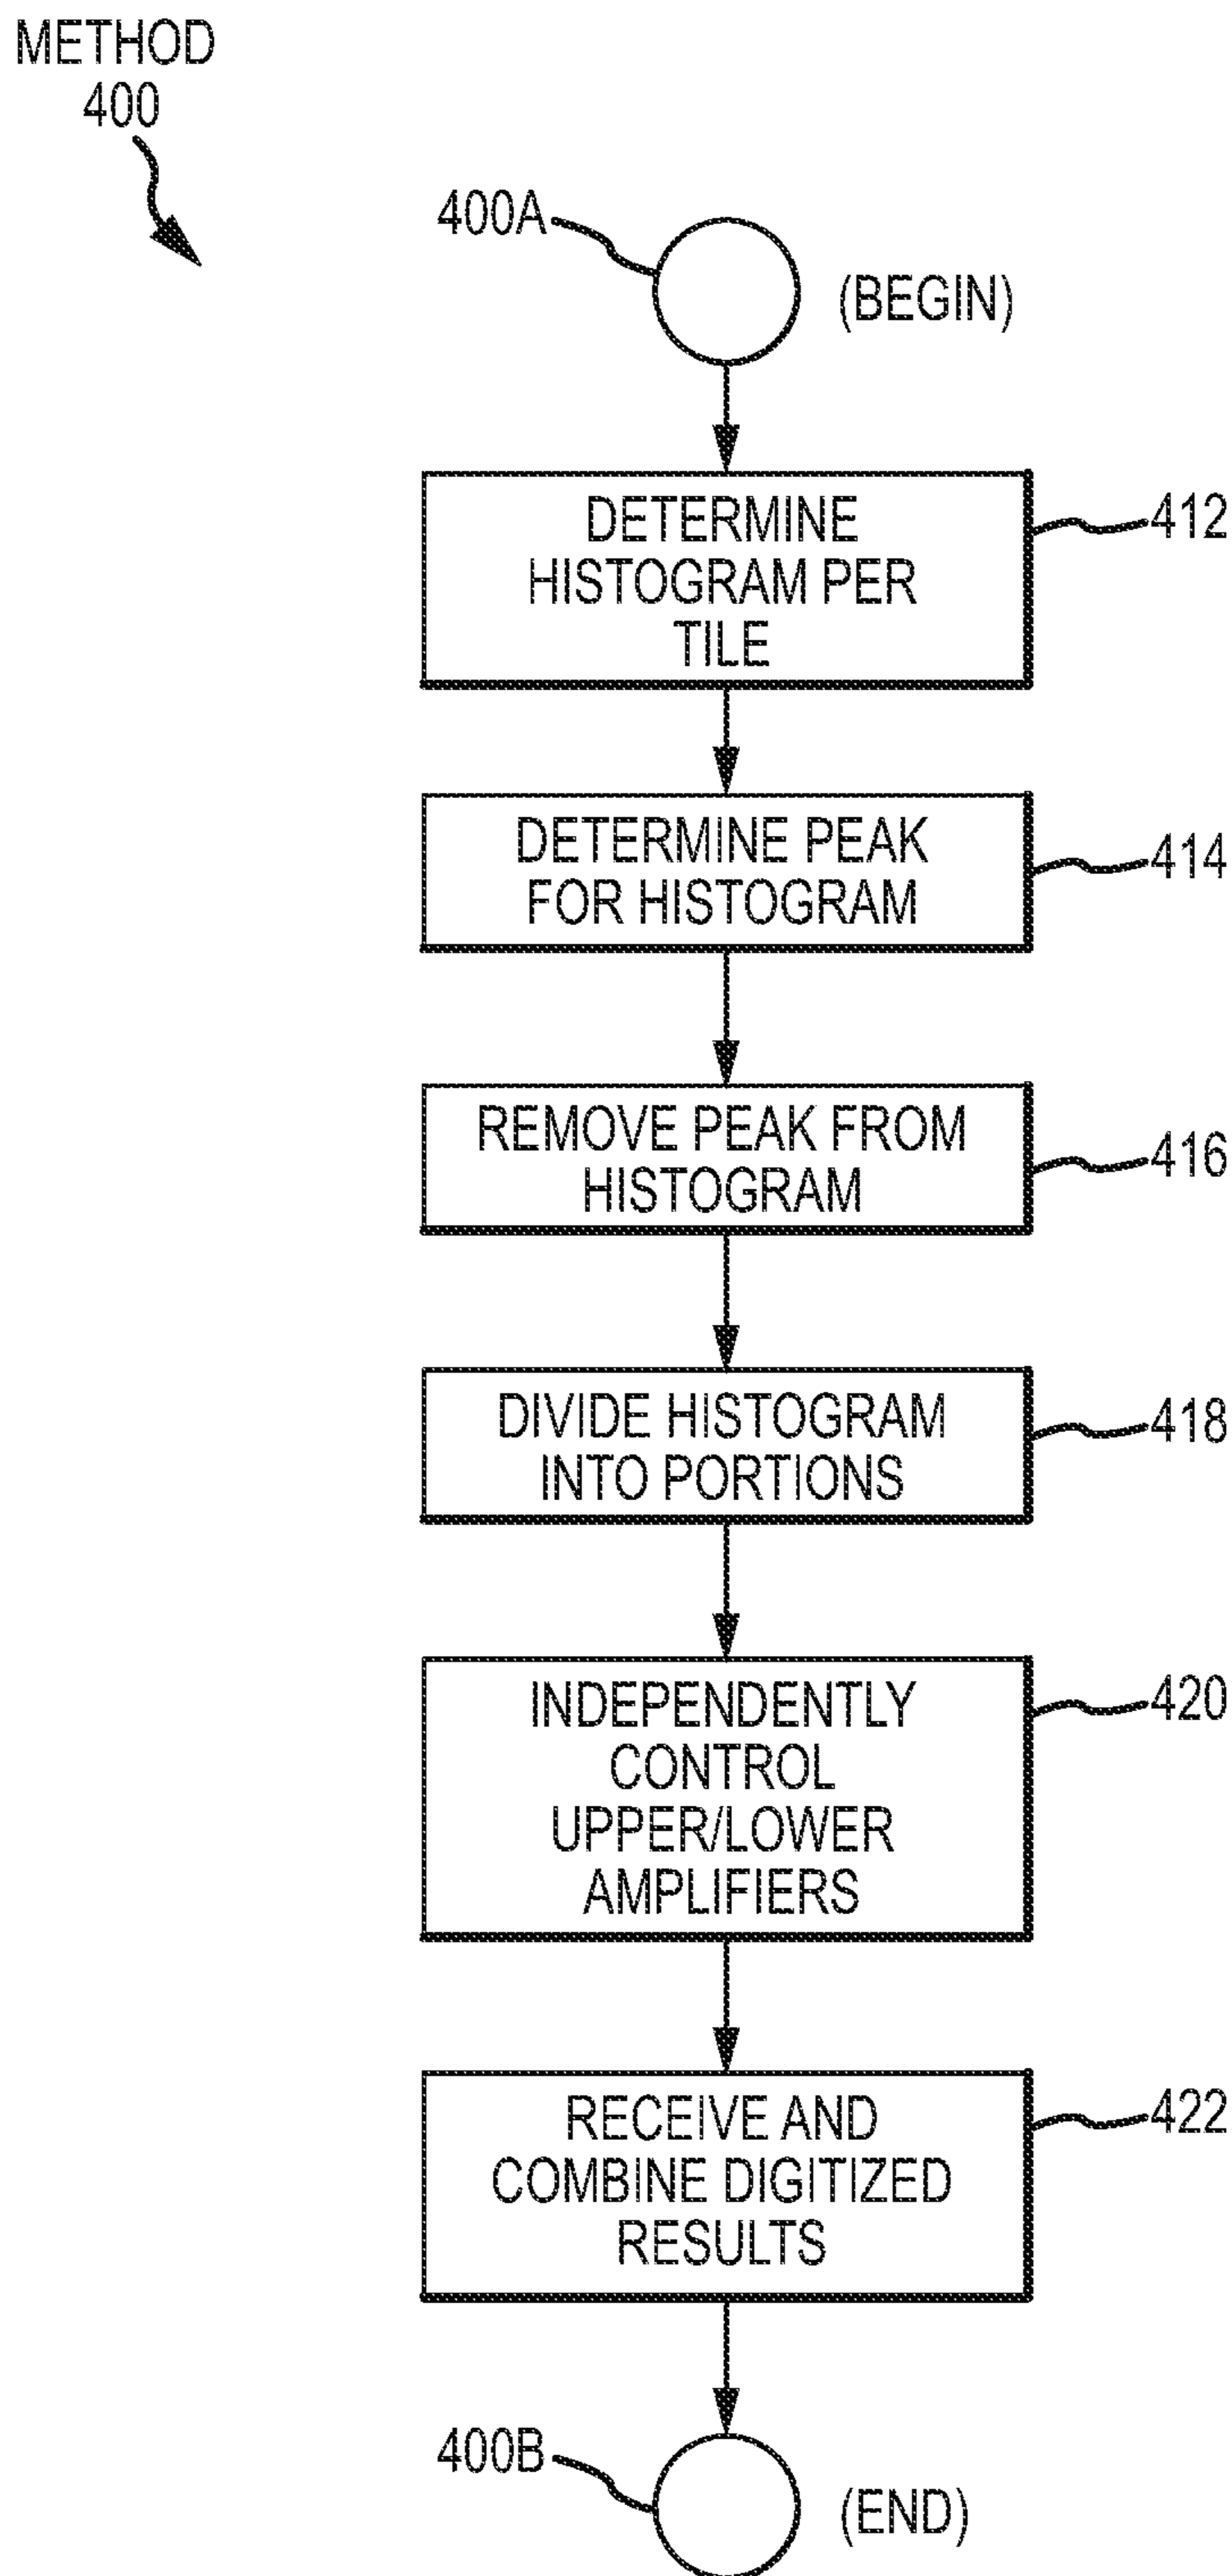 METHOD
400
400A
(BEGIN)
DETERMINE
HISTOGRAM PER
TILE
412
DETERMINE PEAK
FOR HISTOGRAM
414
REMOVE PEAK FROM
HISTOGRAM
416
DIVIDE HISTOGRAM
INTO PORTIONS
418
INDEPENDENTLY
CONTROL
UPPER/LOWER
AMPLIFIERS
420
RECEIVE AND
COMBINE DIGITIZED
RESULTS
422
400B
(END)